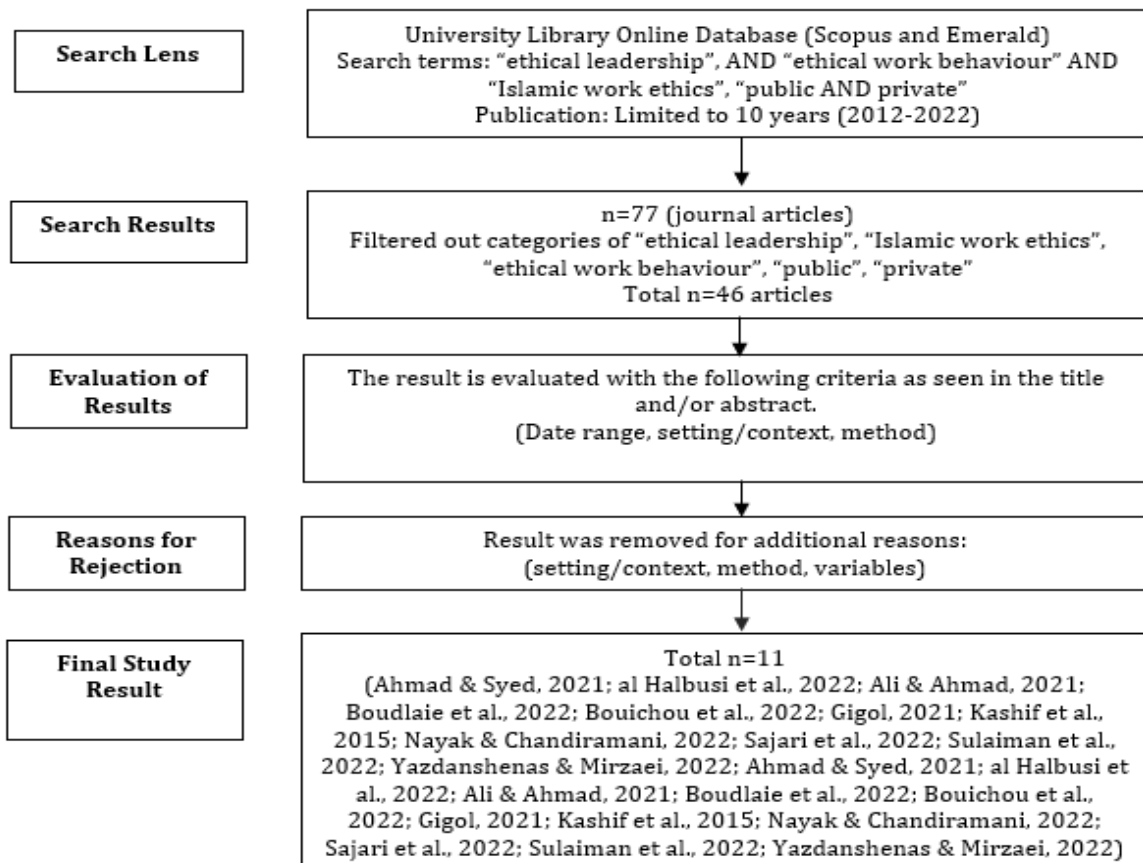 Search Lens
University Library Online Database (Scopus and Emerald)
Search terms: “ethical leadership”, AND “ethical work behaviour” AND
“Islamic work ethics”, “public AND private”
Publication: Limited to 10 years (2012-2022)
Search Results
n=77 (journal articles)
Filtered out categories of “ethical leadership”, “Islamic work ethics”,
“ethical work behaviour”, “public”, “private”
Total n=46 articles
Evaluation of
Results
The result is evaluated with the following criteria as seen in the title
and/or abstract.
(Date range, setting/context, method)
Reasons for
Rejection
Result was removed for additional reasons:
(setting/context, method, variables)
Final Study
Result
Total n=11
(Ahmad & Syed, 2021; al Halbusi et al., 2022; Ali & Ahmad, 2021;
Boudlaie et al., 2022; Bouichou et al., 2022; Gigol, 2021; Kashif et al.,
2015; Nayak & Chandiramani, 2022; Sajari et al., 2022; Sulaiman et al.,
2022; Yazdanshenas & Mirzaei, 2022; Ahmad & Syed, 2021; al Halbusi et
al., 2022; Ali & Ahmad, 2021; Boudlaie et al., 2022; Bouichou et al.,
2022; Gigol, 2021; Kashif et al., 2015; Nayak & Chandiramani, 2022;
Sajari et al., 2022; Sulaiman et al., 2022; Yazdanshenas & Mirzaei, 2022)